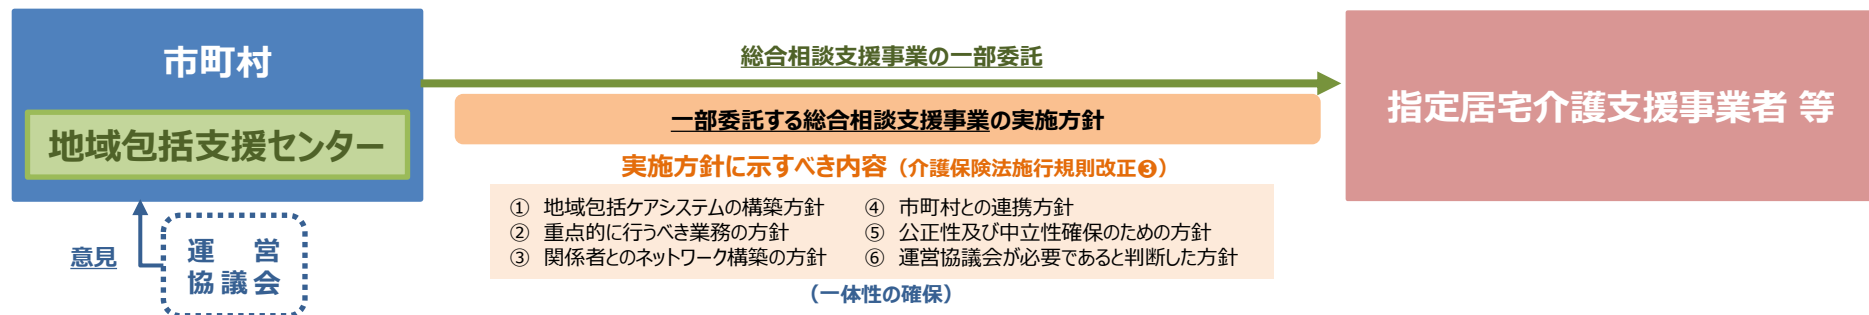 市町村
地域包括支援センター
意見
運 営
協議会
総合相談支援事業の一部委託
一部委託する総合相談支援事業の実施方針
実施方針に示すべき内容（介護保険法施行規則改正❸）
① 地域包括ケアシステムの構築方針
② 重点的に行うべき業務の方針
③ 関係者とのネットワーク構築の方針
④ 市町村との連携方針
⑤ 公正性及び中立性確保のための方針
⑥ 運営協議会が必要であると判断した方針
（一体性の確保）
指定居宅介護支援事業者 等